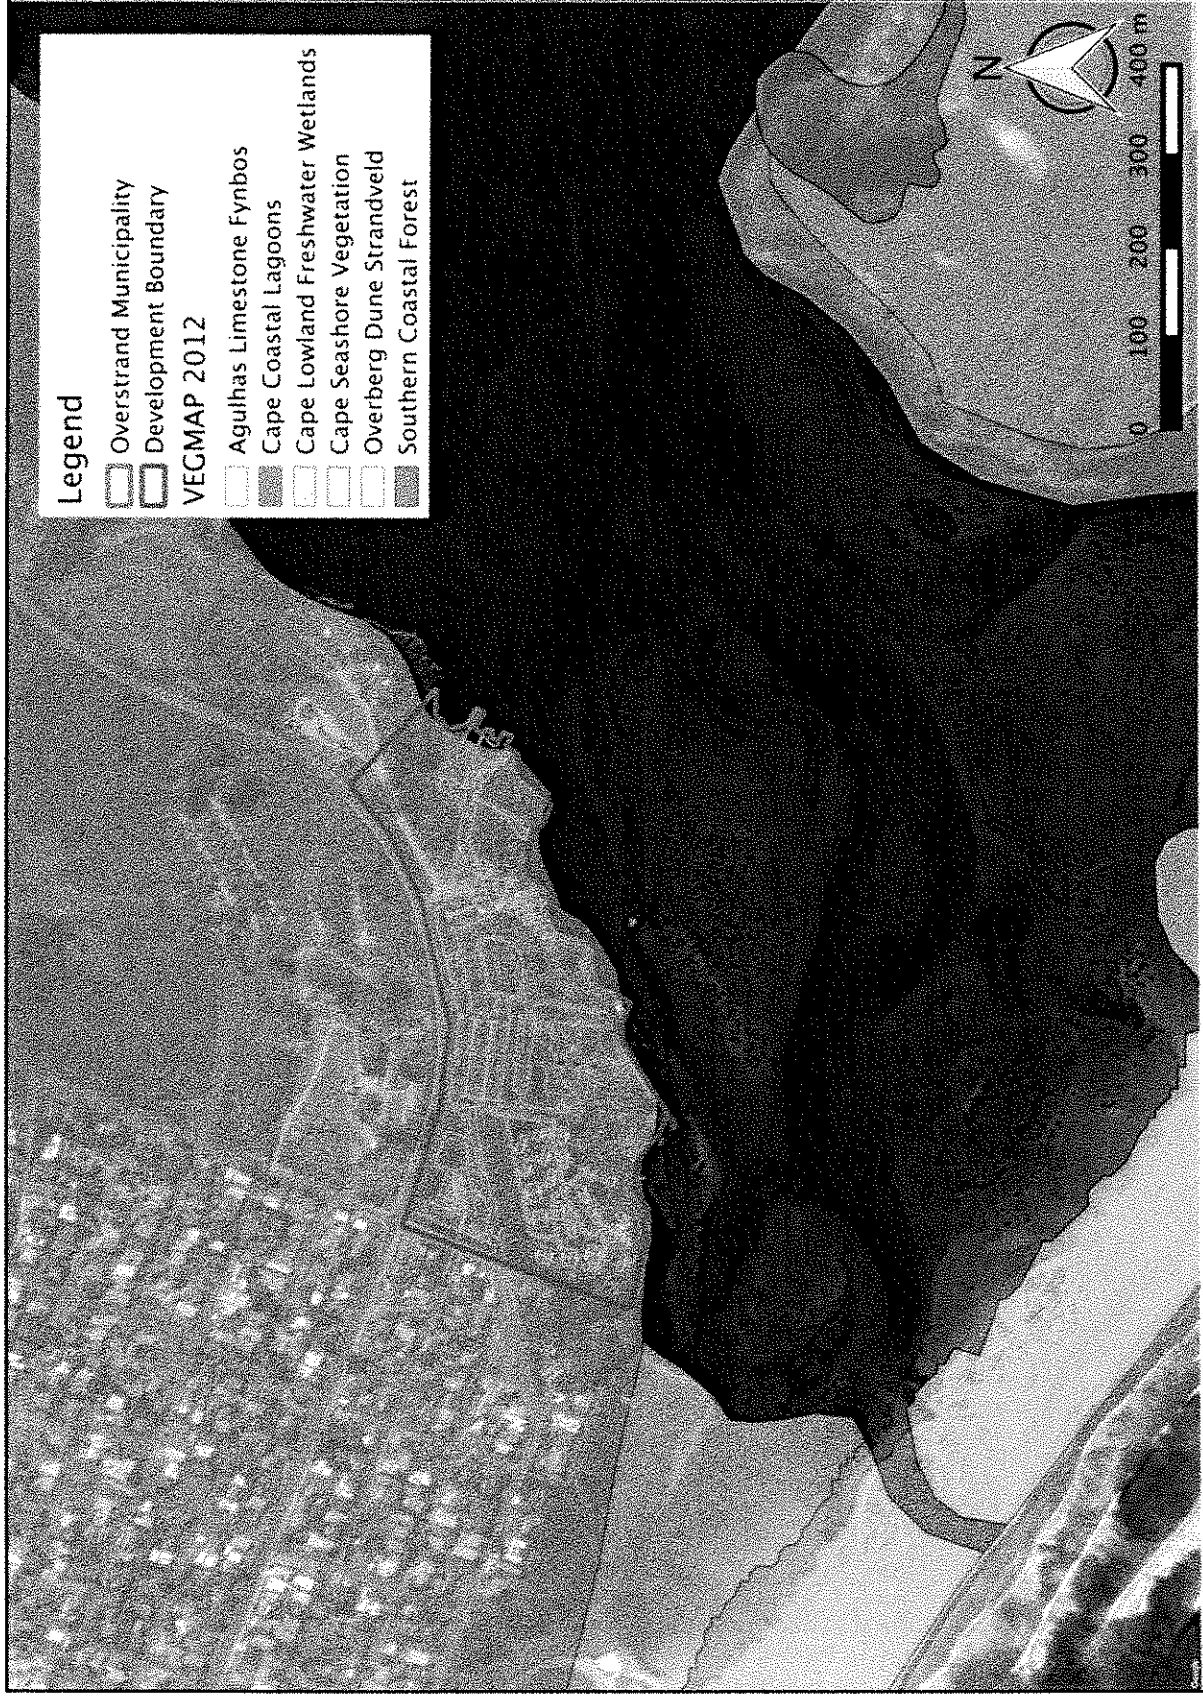 Legend
Overstrand Municipality
Development Boundary
VEGMAP 2012
Agulhas Limestone Fynbos
Cape Coastal Lagoons
Cape Lowland Freshwater Wetlands
Cape Seashore Vegetation
Overberg Dune Strandveld
Southern Coastal Forest
N
0 100 200 300 400 m